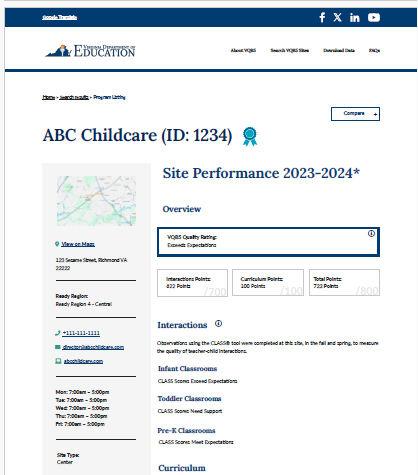 Google Translate
VIRGINIA DEPARTMENT OF
EDUCATION
About VQB5 Search VQB5 Sites Download Data FAQs
Home > Search results > Program Listing
Compare +
ABC Childcare (ID: 1234)
Site Performance 2023-2024*
Overview
VQB5 Quality Rating:
Exceeds Expectations
Interactions Points:
622 Points
/700
Curriculum Points:
100 Points
/100
Total Points:
722 Points
/800
View on Maps
123 Sesame Street, Richmond VA
22222
Ready Region:
Ready Region 4 - Central
+111-111-1111
director@abcchildcare.com
abcchildcare.com
Mon: 7:00am – 5:00pm
Tue: 7:00am – 5:00pm
Wed: 7:00am – 5:00pm
Thu: 7:00am – 5:00pm
Fri: 7:00am – 5:00pm
Site Type:
Center
Interactions
Observations using the CLASS® tool were completed at this site, in the fall and spring, to measure
the quality of teacher-child interactions.
Infant Classrooms
CLASS Scores Exceed Expectations
Toddler Classrooms
CLASS Scores Need Support
Pre-K Classrooms
CLASS Scores Meet Expectations
Curriculum